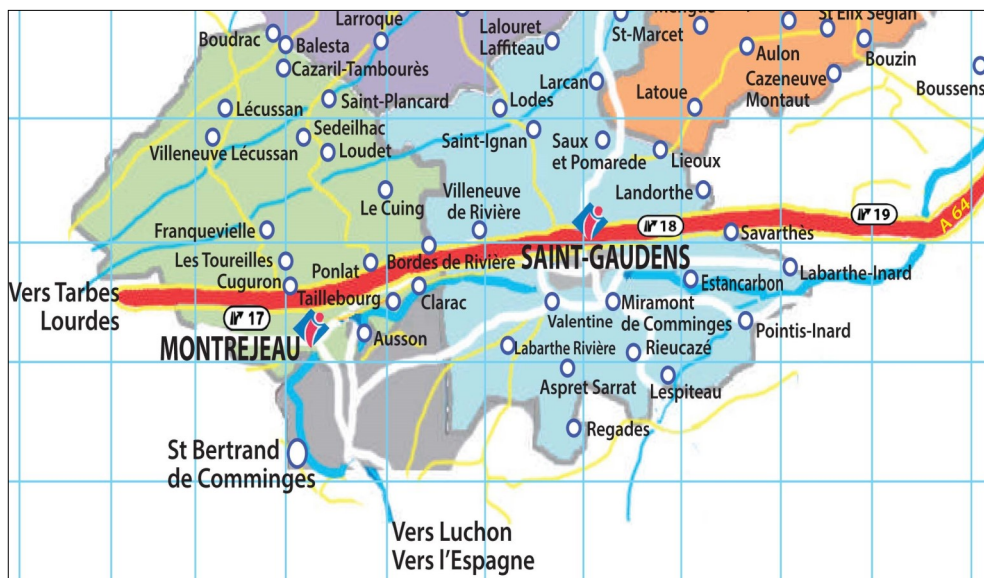 Larroque
Lalouret
Laffiteau
St-Marcet
St Elix Séglan
Boudrac
Balesta
Aulon
Bouzin
Cazaril-Tambourès
Larcan
Cazeneuve
Montaut
Boussens
Lécussan
Saint-Plancard
Lodes
Latoue
Sedeilhac
Villeneuve Lécussan
Loudet
Saint-Ignan
Saux
et Pomarede
Lieoux
Le Cuing
Villeneuve
de Rivière
Landorthe
Franquevielle
18
19
A 64
Savarthès
Les Toureilles
Ponlat
Bordes de Rivière
SAINT-GAUDENS
Labarthe-Inard
Cuguron
Taillebourg
Clarac
Estancarbon
Vers Tarbes
Lourdes
17
Valentine
Miramont
de Comminges
Pointis-Inard
MONTREJEAU
Ausson
Labarthe Rivière
Rieucazé
Aspret Sarrat
Lespiteau
Regades
St Bertrand
de Comminges
Vers Luchon
Vers l'Espagne